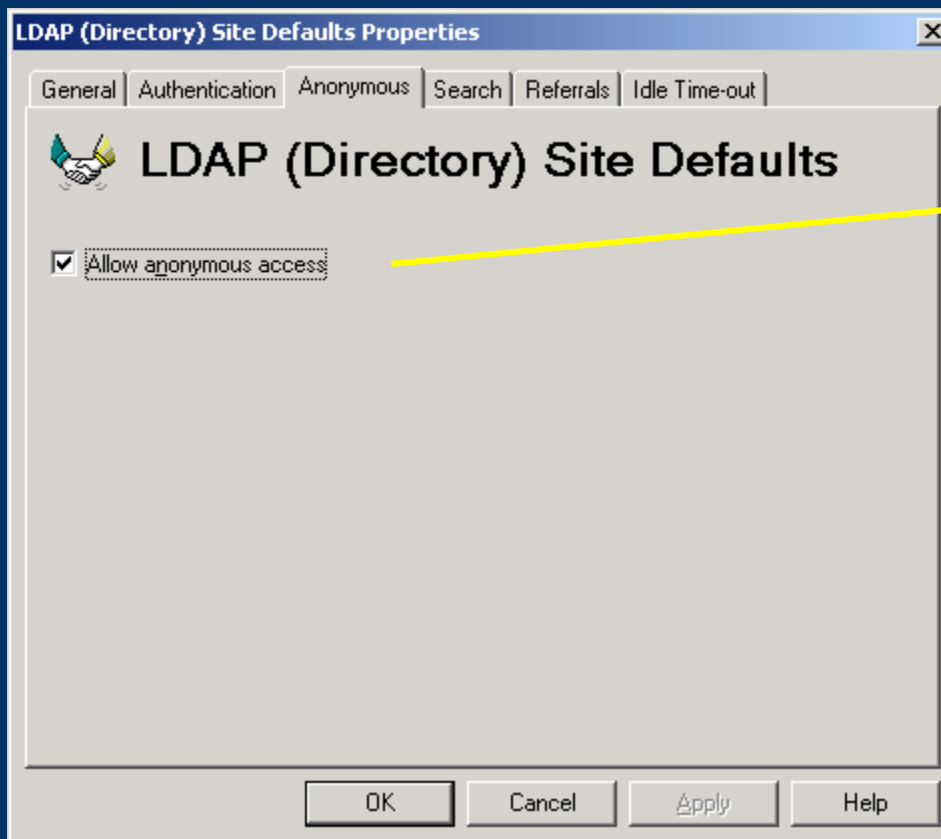 LDAP (Directory) Site Defaults Properties
General Authentication Anonymous Search Referrals Idle Time-out
LDAP (Directory) Site Defaults
Allow anonymous access
OK Cancel Apply Help